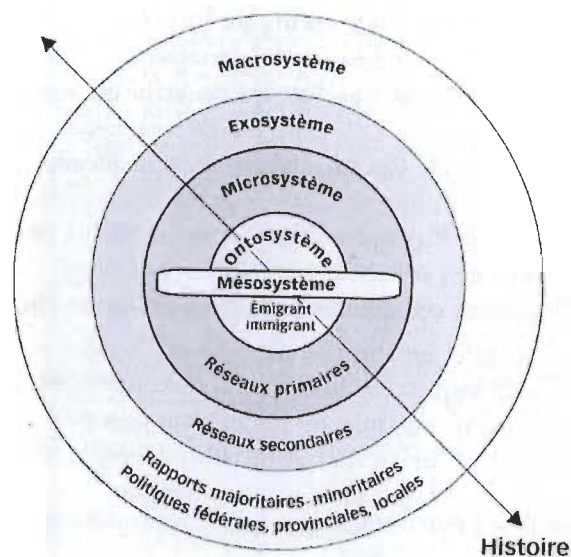 Macrosystème
Exosystème
Microsystème
Ontosystème
Mésosystème
Émigrant
immigrant
Réseaux primaires
Réseaux secondaires
Rapports majoritaires-minoritaires
Politiques fédérales, provinciales, locales
Histoire